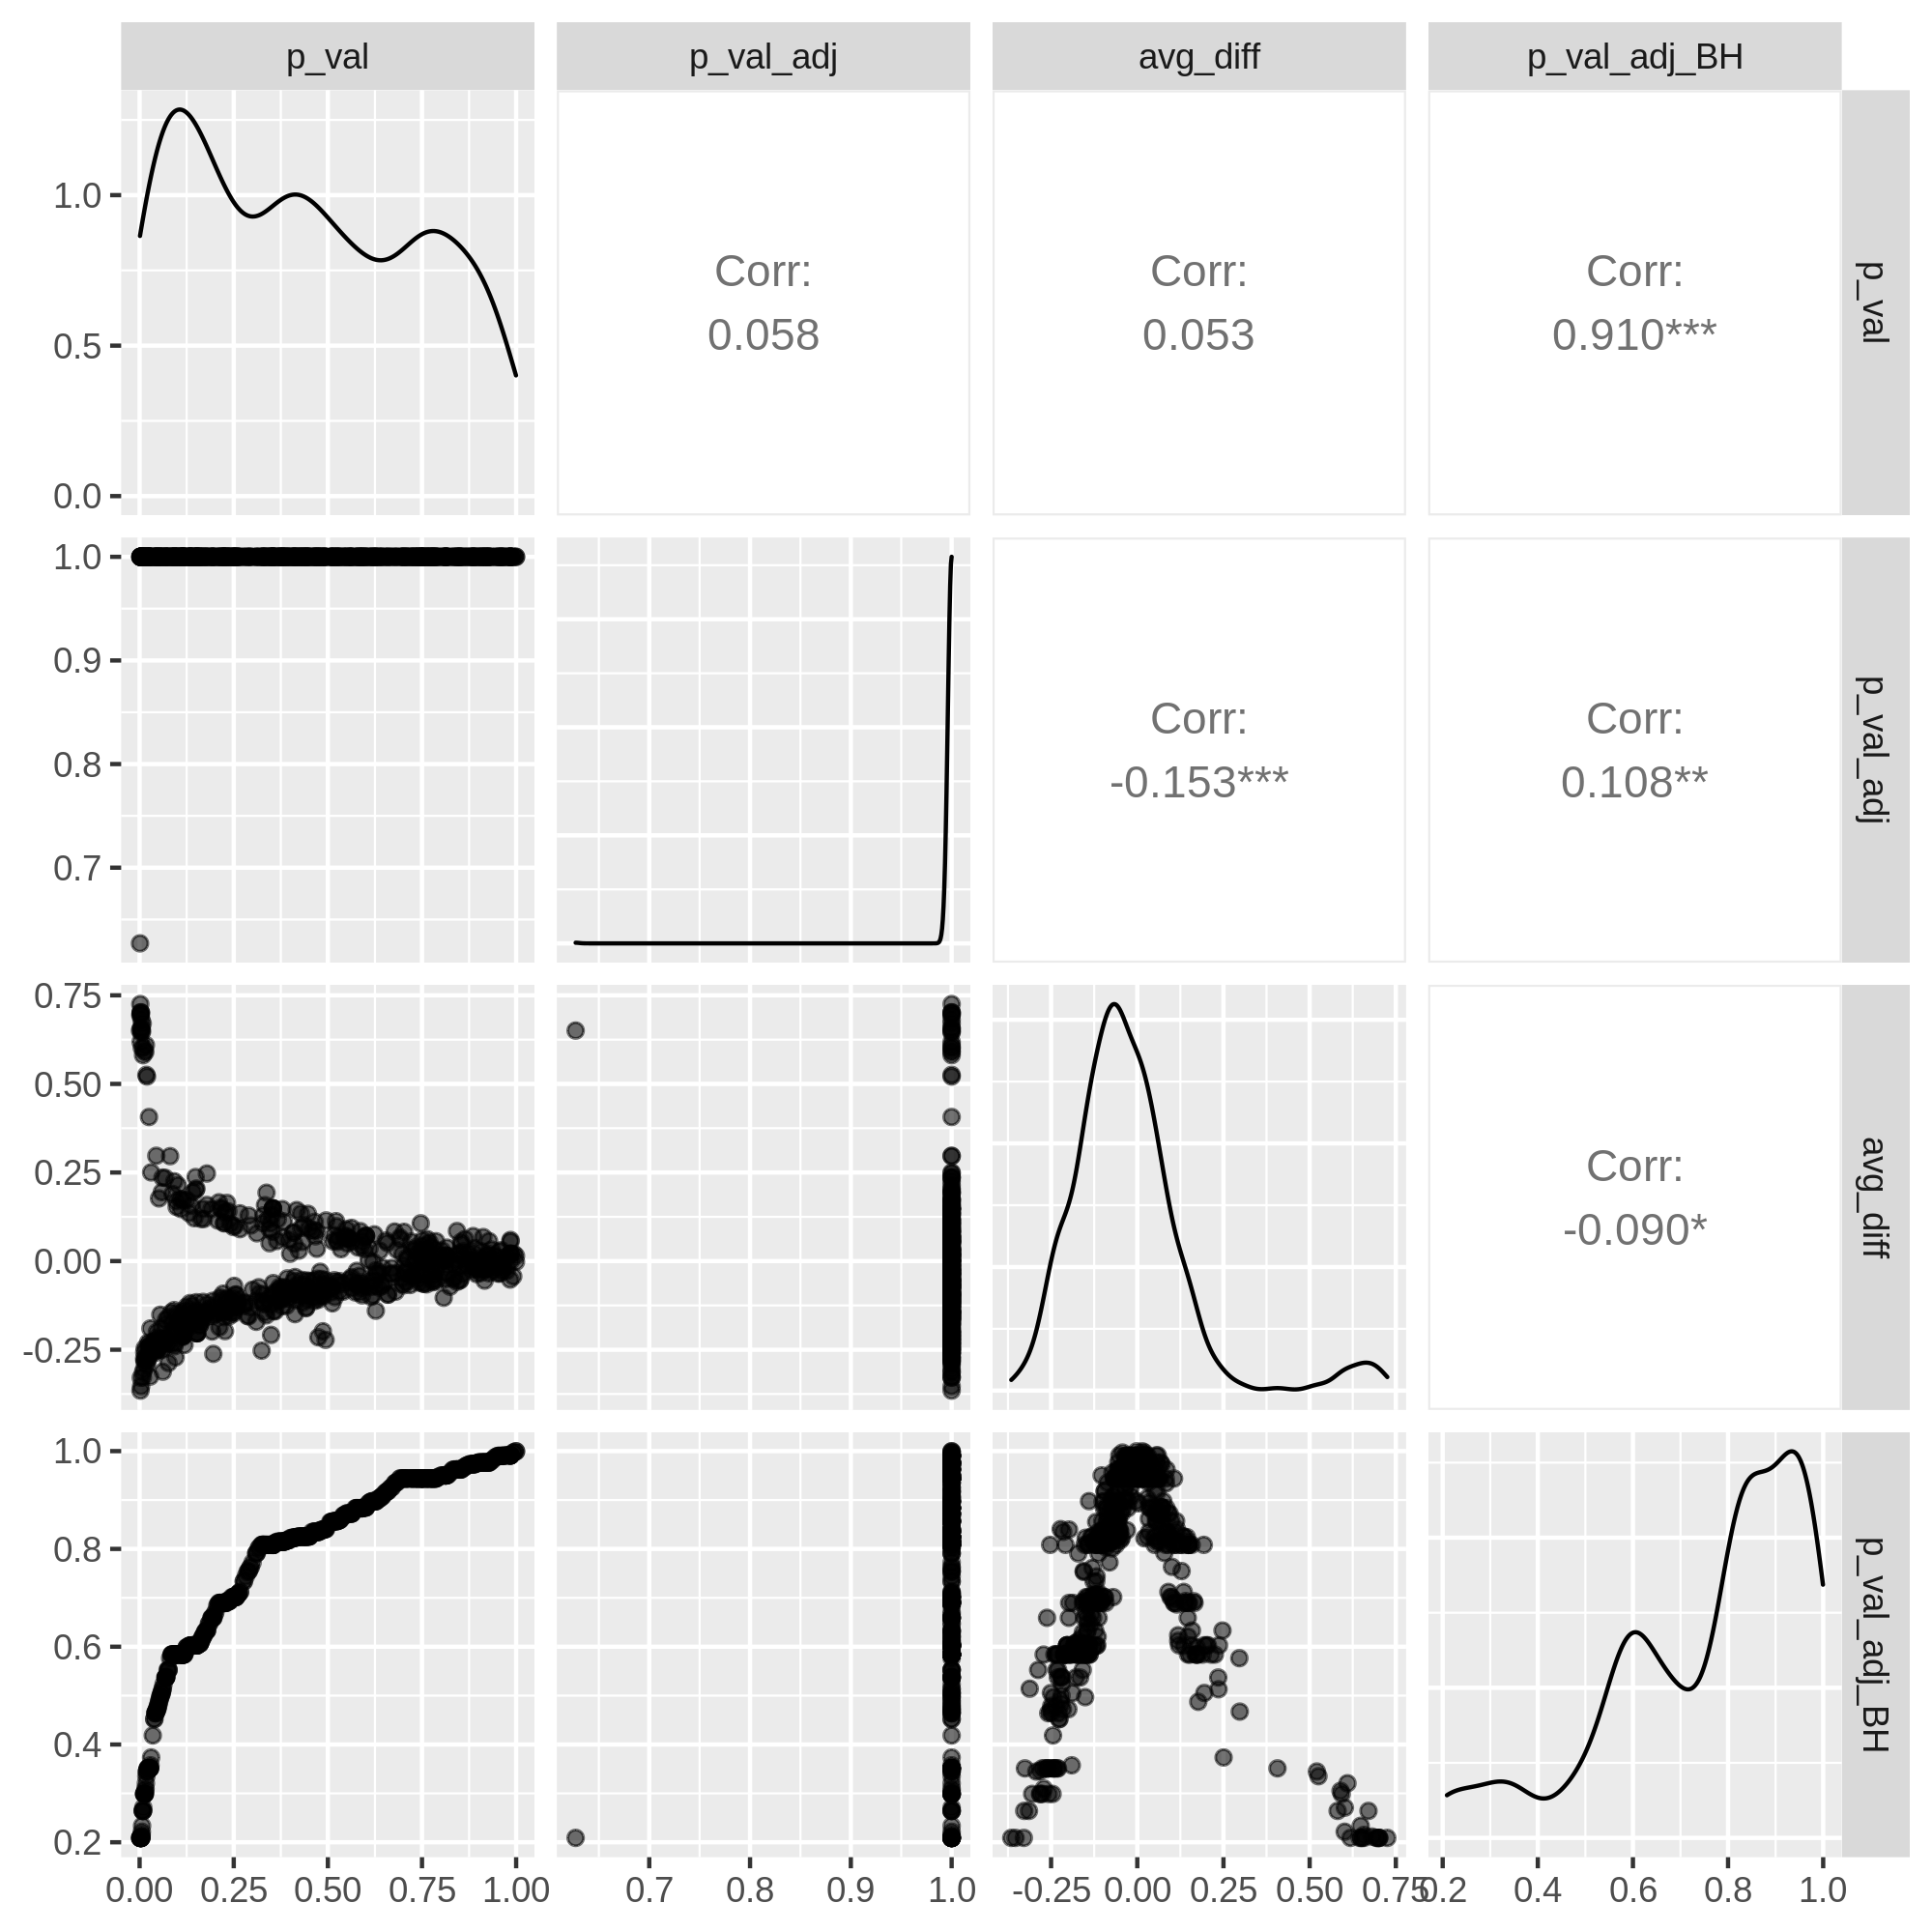 p_val p_val_adj avg_diff p_val_adj_BH
1.0
0.5
0.0
Corr:
0.058
Corr:
0.053
Corr:
0.910***
p_val
1.0
0.9
0.8
0.7
Corr:
-0.153***
Corr:
0.108**
p_val_adj
0.75
0.50
0.25
0.00
-0.25
Corr:
-0.090*
avg_diff
1.0
0.8
0.6
0.4
0.2
p_val_adj_BH
0.00 0.25 0.50 0.75 1.00 0.7 0.8 0.9 1.0 -0.25 0.00 0.25 0.50 0.75 0.2 0.4 0.6 0.8 1.0